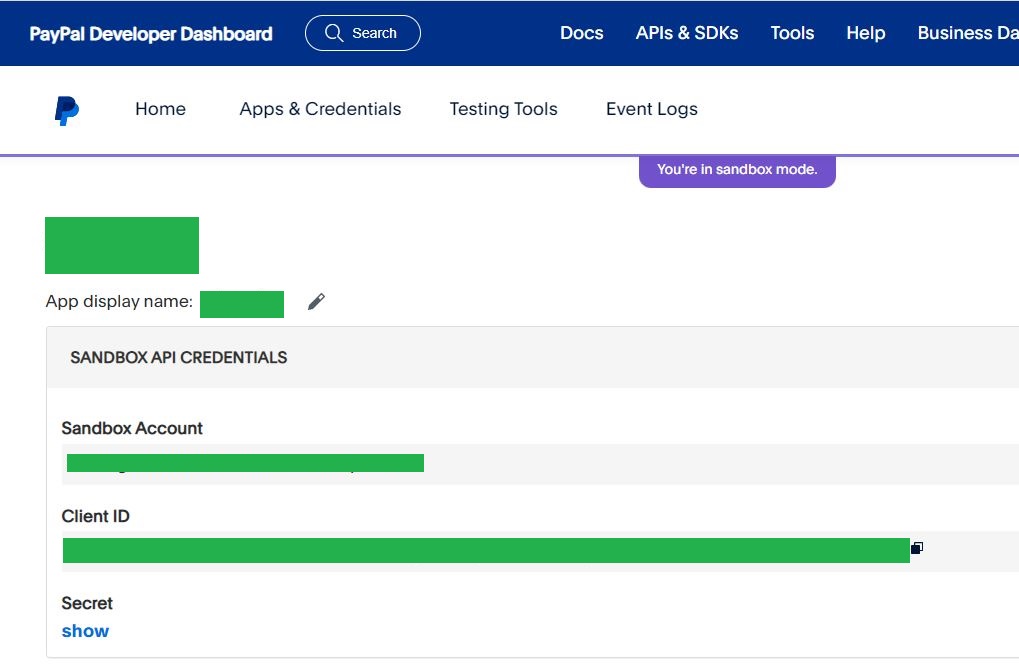 PayPal Developer Dashboard
Search
Docs
APIs & SDKs
Tools
Help
Business Da
Home
Apps & Credentials
Testing Tools
Event Logs
You're in sandbox mode.
App display name:
SANDBOX API CREDENTIALS
Sandbox Account
Client ID
Secret
show